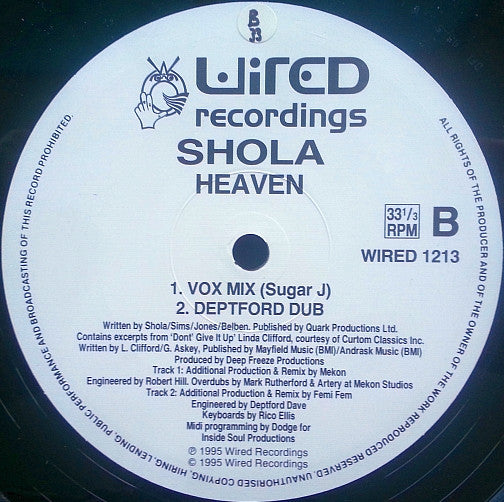 B
33
WiRED
recordings
SHOLA
HEAVEN
33 1/3
RPM
B
WIRED 1213
1. VOX MIX (Sugar J)
2. DEPTFORD DUB
Written by Shola/Sims/Jones/Belben. Published by Quark Productions Ltd.
Contains excerpts from 'Dont' Give It Up' Linda Clifford, courtesy of Curtom Classics Inc.
Written by L. Clifford/G. Askey, Published by Mayfield Music (BMI)/Andrask Music (BMI)
Produced by Deep Freeze Productions
Track 1: Additional Production & Remix by Mekon
Engineered by Robert Hill. Overdubs by Mark Rutherford & Artery at Mekon Studios
Track 2: Additional Production & Remix by Femi Fem
Engineered by Deptford Dave
Keyboards by Rico Ellis
Midi programming by Dodge for
Inside Soul Productions
℗ 1995 Wired Recordings
© 1995 Wired Recordings
ALL RIGHTS OF THE PRODUCER AND OF THE OWNER OF THE WORK REPRODUCED RESERVED. UNAUTHORISED COPYING, HIRING, LENDING, PUBLIC PERFORMANCE AND BROADCASTING OF THIS RECORD PROHIBITED.